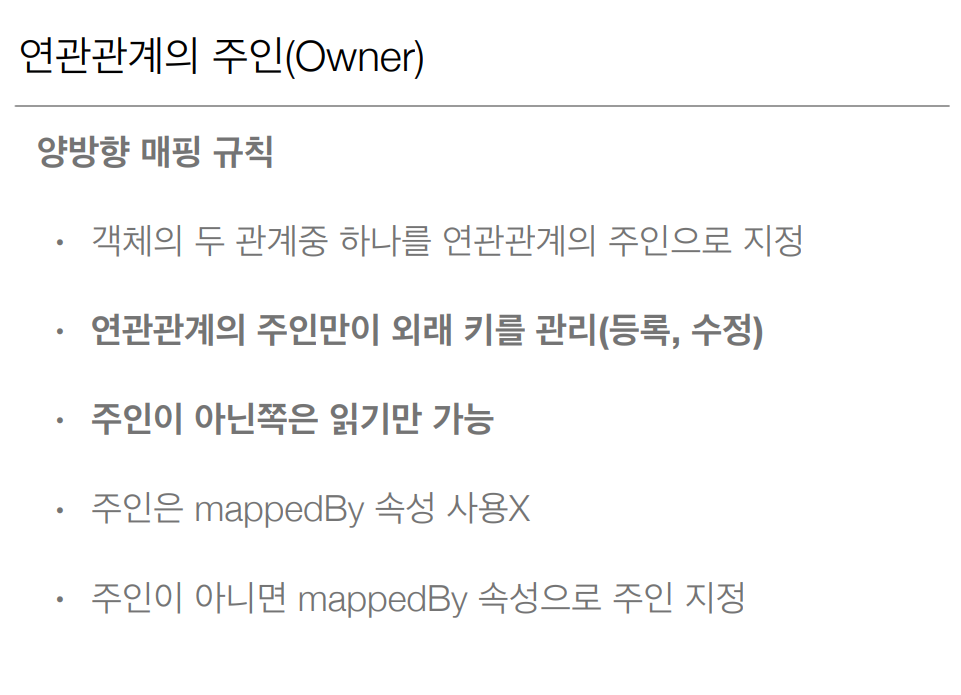 연관관계의 주인(Owner)
양방향 매핑 규칙
• 객체의 두 관계중 하나를 연관관계의 주인으로 지정
• 연관관계의 주인만이 외래 키를 관리(등록, 수정)
• 주인이 아닌쪽은 읽기만 가능
• 주인은 mappedBy 속성 사용X
• 주인이 아니면 mappedBy 속성으로 주인 지정